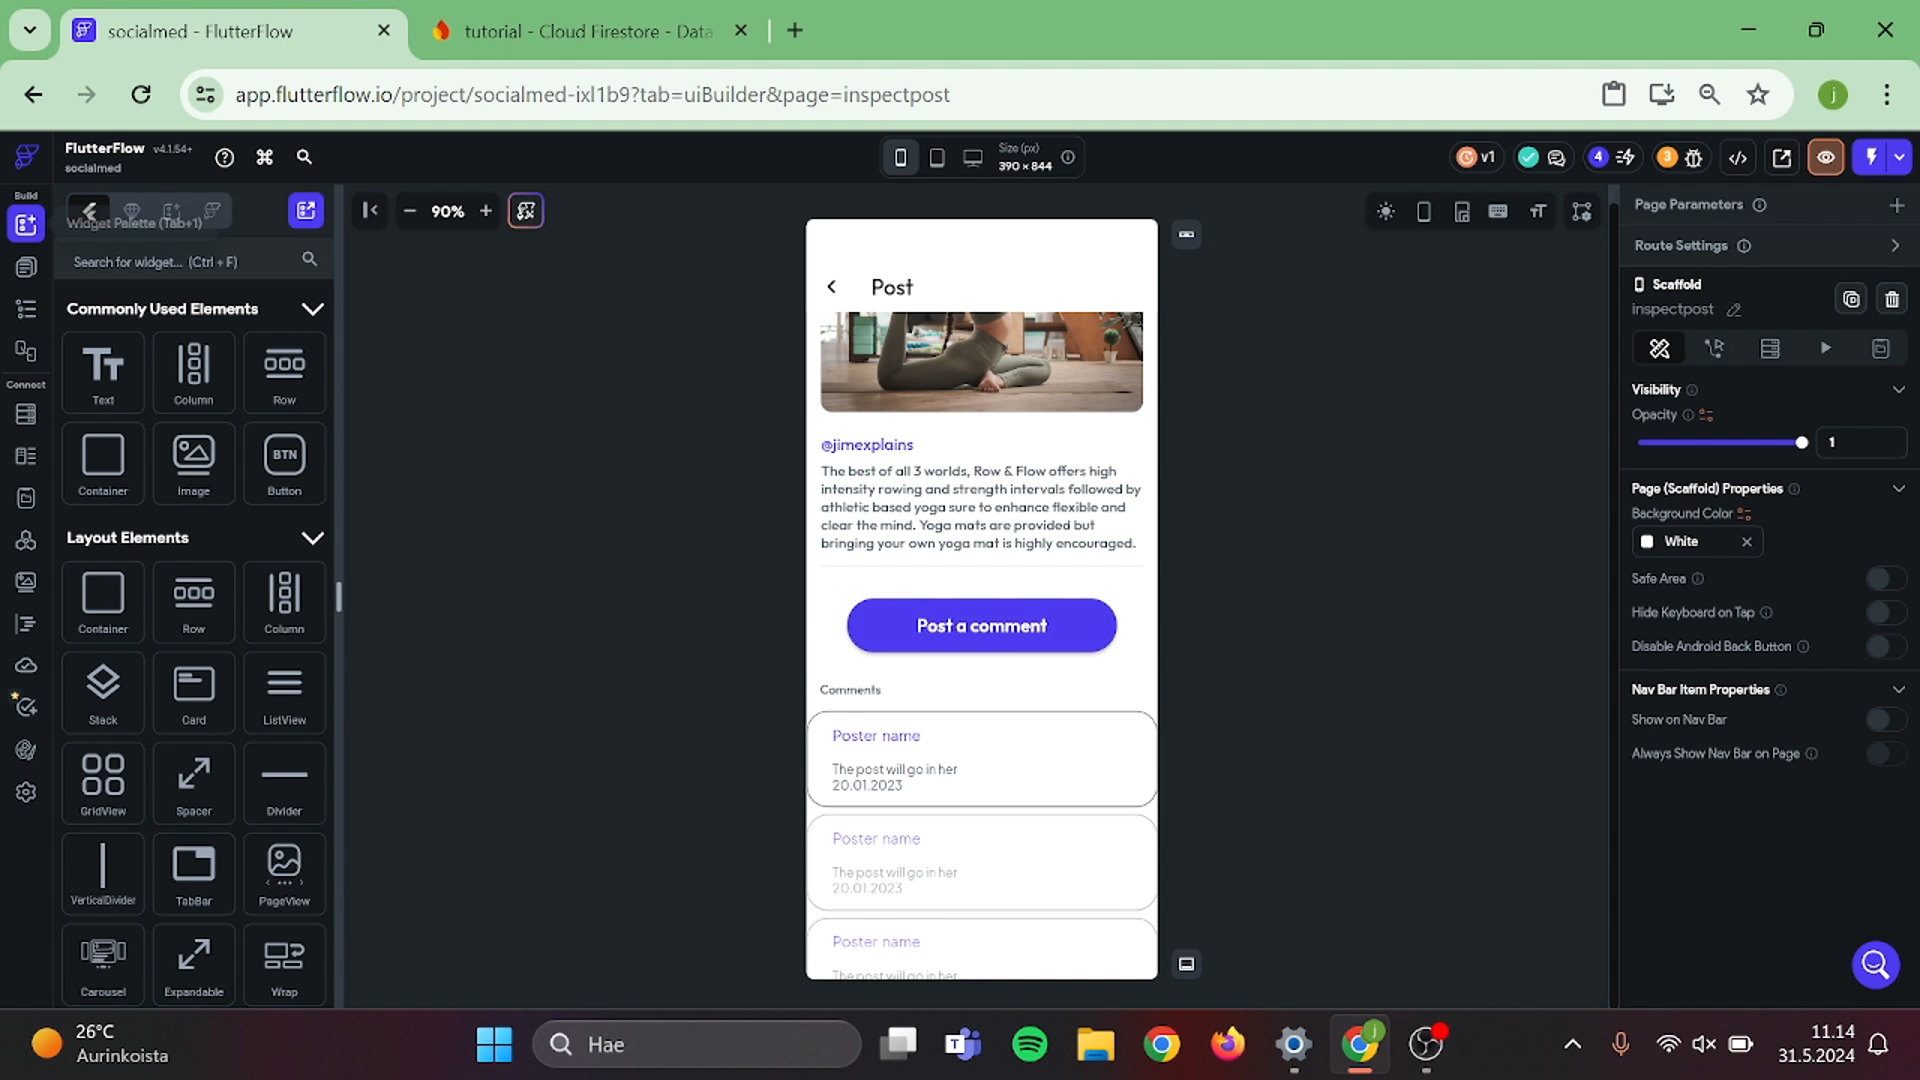 socialmed - FlutterFlow
tutorial - Cloud Firestore - Data
app.flutterflow.io/project/socialmed-ixl1b9?tab=uiBuilder&page=inspectpost
j
FlutterFlow v4.1.54+
socialmed
Size (px)
390 × 844
v1
4
3
Build
Connect
Widget Palette (Tab+1)
Search for widget... (Ctrl + F)
Commonly Used Elements
Text
Column
Row
Container
Image
BTN
Button
Layout Elements
Container
Row
Column
Stack
Card
ListView
GridView
Spacer
Divider
VerticalDivider
TabBar
PageView
Carousel
Expandable
Wrap
90%
Post
@jimexplains
The best of all 3 worlds, Row & Flow offers high
intensity rowing and strength intervals followed by
athletic based yoga sure to enhance flexible and
clear the mind. Yoga mats are provided but
bringing your own yoga mat is highly encouraged.
Post a comment
Comments
Poster name
The post will go in her
20.01.2023
Poster name
The post will go in her
20.01.2023
Poster name
The post will go in her
Page Parameters
Route Settings
Scaffold
inspectpost
Visibility
Opacity
1
Page (Scaffold) Properties
Background Color
White
Safe Area
Hide Keyboard on Tap
Disable Android Back Button
Nav Bar Item Properties
Show on Nav Bar
Always Show Nav Bar on Page
26°C
Aurinkoista
Hae
j
11.14
31.5.2024